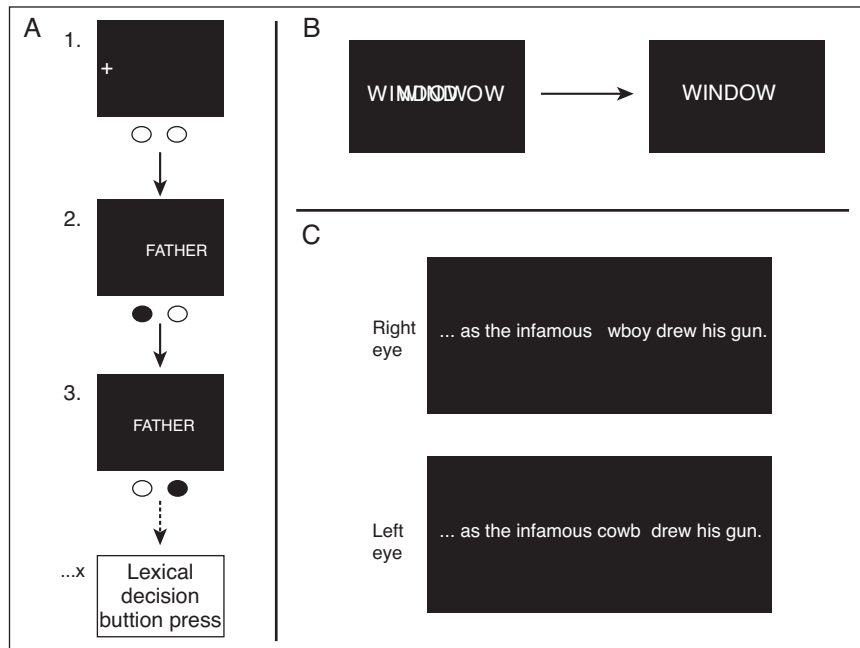 A
1.
+
2.
FATHER
3.
FATHER
...x
Lexical
decision
buttion press
B
WINDOWINDOW
WINDOW
C
Right
eye
... as the infamous wboy drew his gun.
Left
eye
... as the infamous cowb drew his gun.